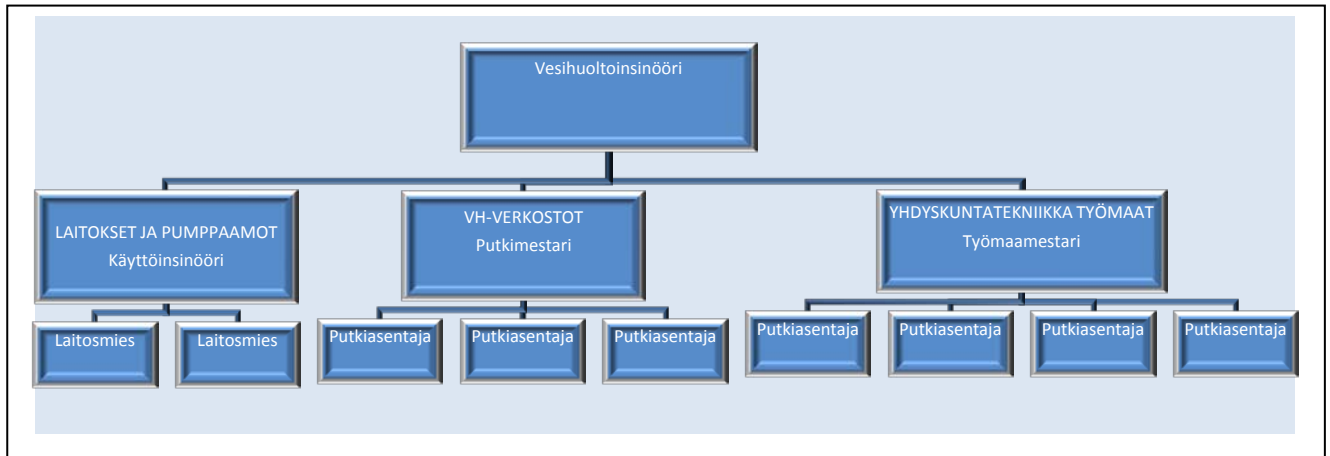 Vesihuoltoinsinööri
LAITOKSET JA PUMPPAAMOT
Käyttöinsinööri
VH-VERKOSTOT
Putkimestari
YHDYSKUNTATEKNIIKKA TYÖMAAT
Työmaamestari
Laitosmies
Laitosmies
Putkiasentaja
Putkiasentaja
Putkiasentaja
Putkiasentaja
Putkiasentaja
Putkiasentaja
Putkiasentaja